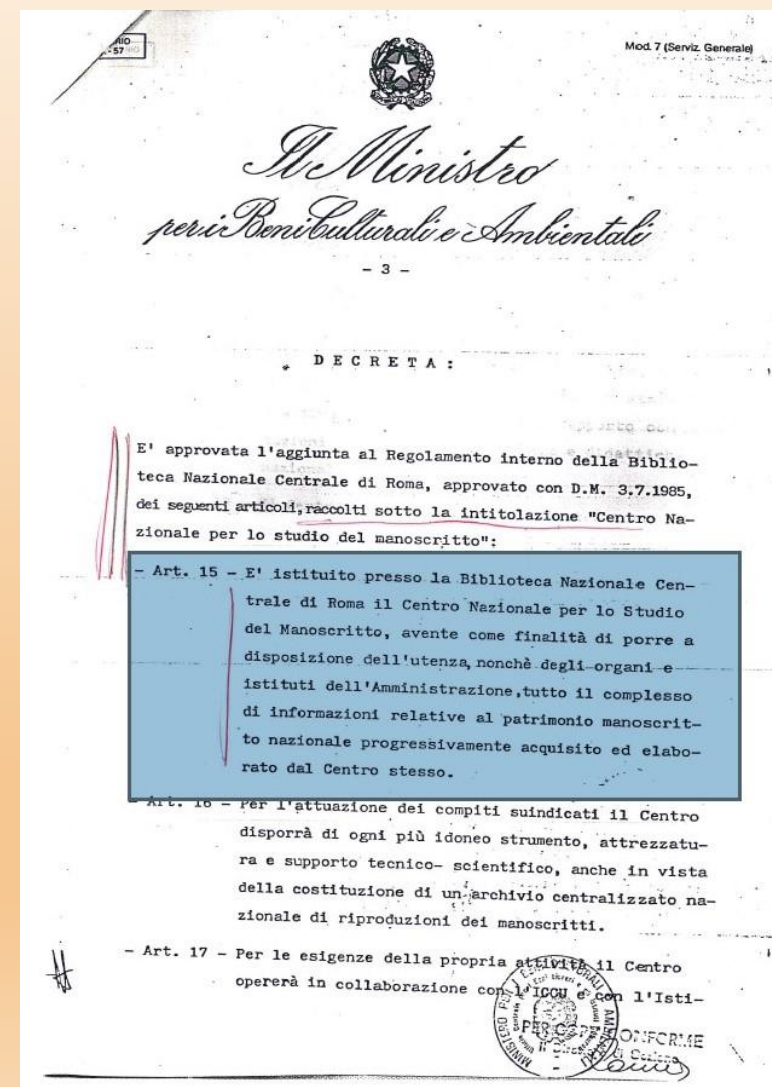 RIO
- 57
Mod. 7 (Serviz. Generale)
Il Ministro
per i Beni Culturali e Ambientali
- 3 -
DECRETA:
E' approvata l'aggiunta al Regolamento interno della Biblio-
teca Nazionale Centrale di Roma, approvato con D.M. 3.7.1985,
dei seguenti articoli, raccolti sotto la intitolazione "Centro Na-
zionale per lo studio del manoscritto":
- Art. 15 - E' istituito presso la Biblioteca Nazionale Cen-
trale di Roma il Centro Nazionale per lo Studio
del Manoscritto, avente come finalità di porre a
disposizione dell'utenza, nonchè degli organi e
istituti dell'Amministrazione, tutto il complesso
di informazioni relative al patrimonio manoscrit-
to nazionale progressivamente acquisito ed elabo-
rato dal Centro stesso.
- Art. 16 - Per l'attuazione dei compiti suindicati il Centro
disporrà di ogni più idoneo strumento, attrezzatu-
ra e supporto tecnico- scientifico, anche in vista
della costituzione di un archivio centralizzato na-
zionale di riproduzioni dei manoscritti.
- Art. 17 - Per le esigenze della propria attività il Centro
opererà in collaborazione con l'ICCU e con l'Isti-
PER COPIA CONFORME